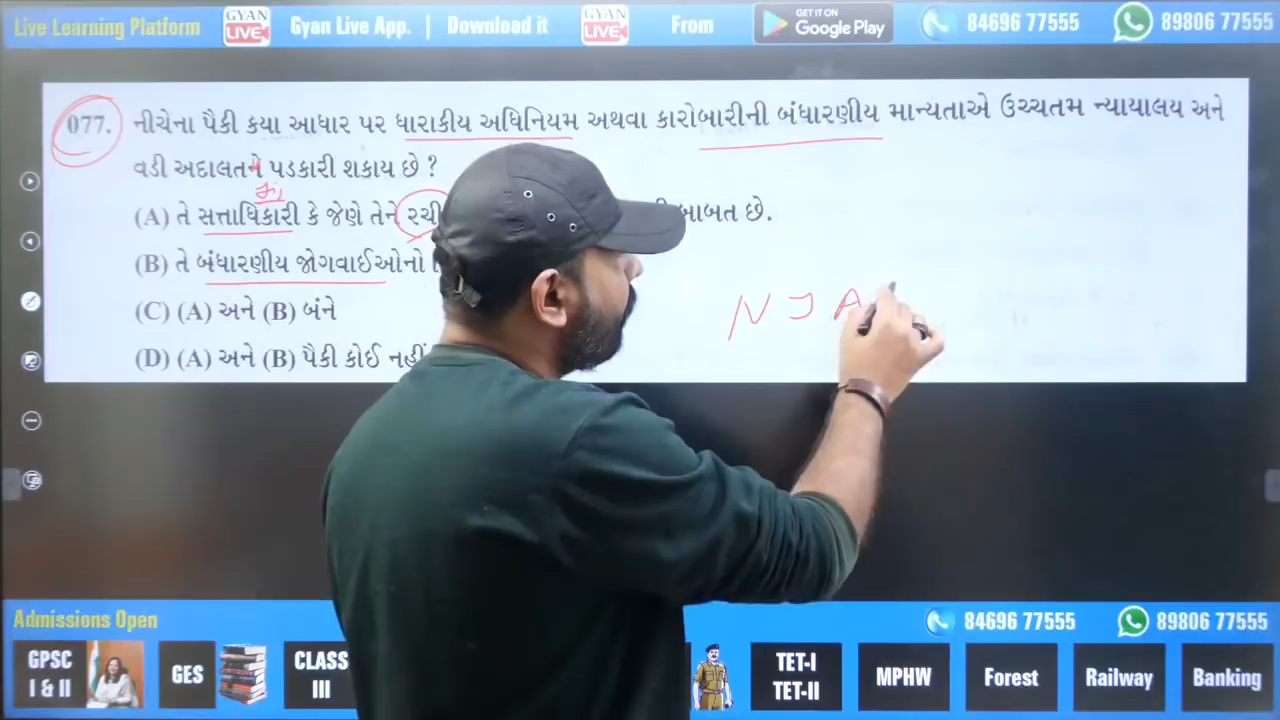 Live Learning Platform GYAN LIVE Gyan Live App. | Download it GYAN LIVE From GET IT ON Google Play 84696 77555 89806 77555
077. નીચેના પૈકી કયા આધાર પર ધારાકીય અધિનિયમ અથવા કારોબારીની બંધારણીય માન્યતાએ ઉચ્ચતમ ન્યાયાલય અને
વડી અદાલતને પડકારી શકાય છે ?
(A) તે સત્તાધિકારી કે જેણે તેને રચી બાબત છે.
(B) તે બંધારણીય જોગવાઈઓનો
(C) (A) અને (B) બંને
(D) (A) અને (B) પૈકી કોઈ નહીં
N J A
Admissions Open 84696 77555 89806 77555
GPSC I & II GES CLASS III TET-I TET-II MPHW Forest Railway Banking